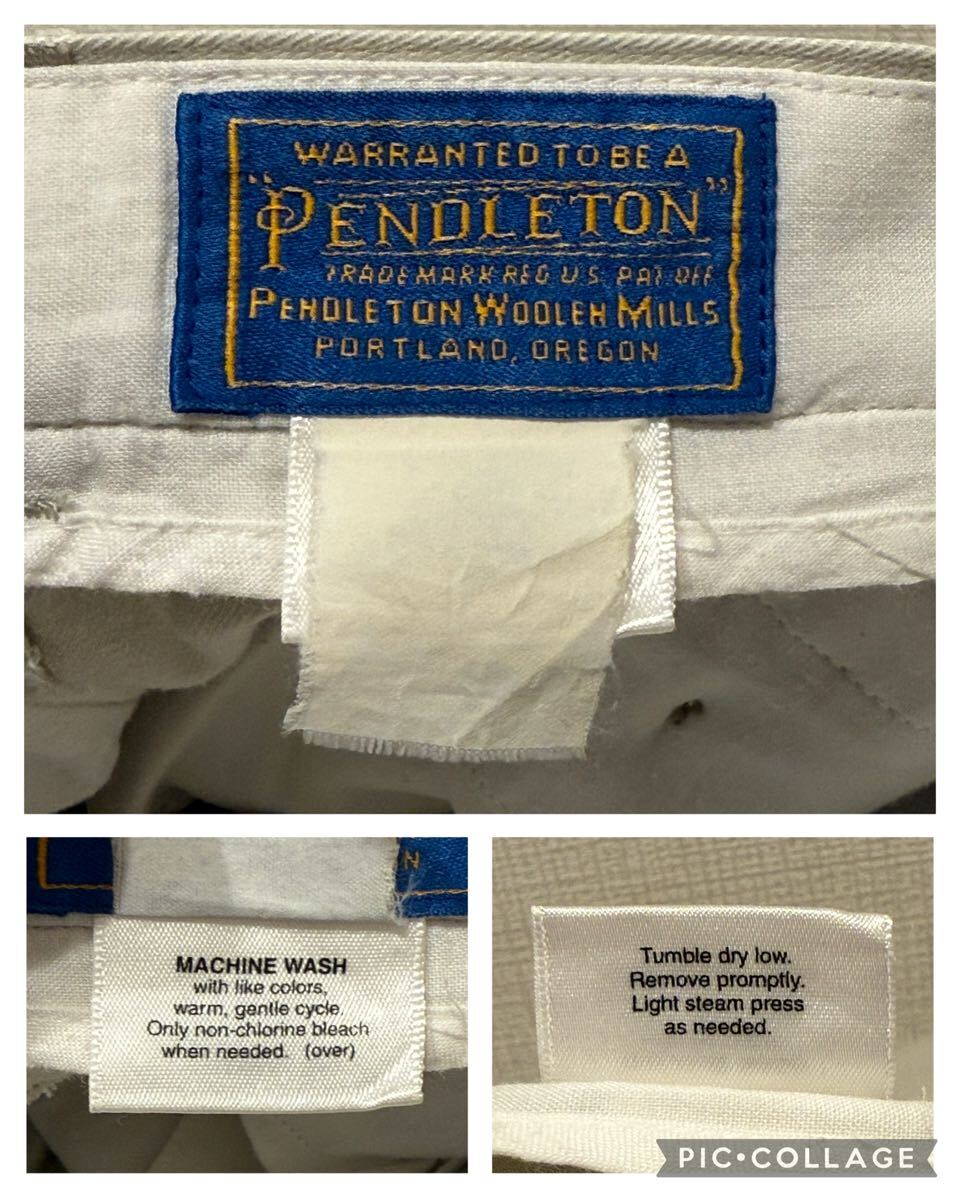 WARRANTED TO BE A
"PENDLETON"
TRADE MARK REG U.S. PAT. OFF
PENDLETON WOOLEN MILLS
PORTLAND, OREGON
N
MACHINE WASH
with like colors,
warm, gentle cycle.
Only non-chlorine bleach
when needed. (over)
Tumble dry low.
Remove promptly.
Light steam press
as needed.
PIC•COLLAGE